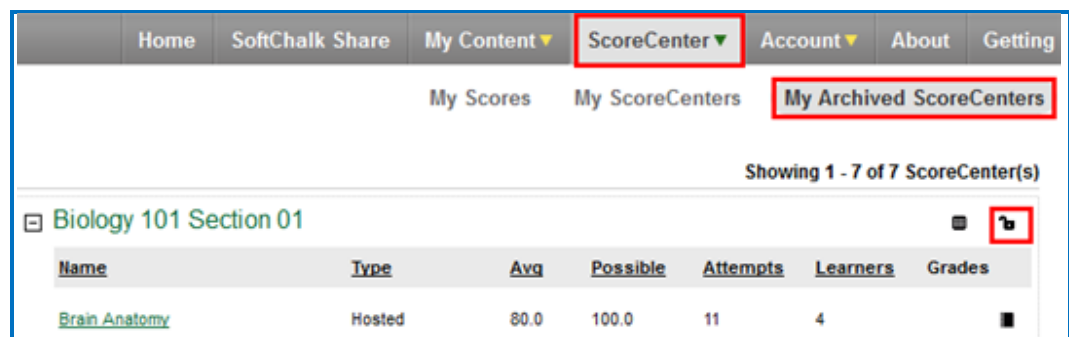 Home SoftChalk Share My Content ScoreCenter Account About Getting
My Scores My ScoreCenters My Archived ScoreCenters
Showing 1 - 7 of 7 ScoreCenter(s)
Biology 101 Section 01
Name Type Avg Possible Attempts Learners Grades
Brain Anatomy Hosted 80.0 100.0 11 4